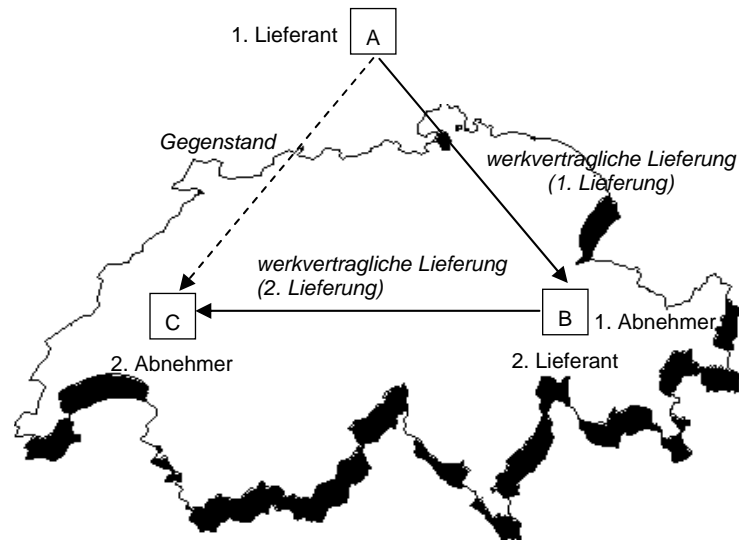 1. Lieferant
A
Gegenstand
werkvertragliche Lieferung
(1. Lieferung)
werkvertragliche Lieferung
(2. Lieferung)
C
B
1. Abnehmer
2. Abnehmer
2. Lieferant